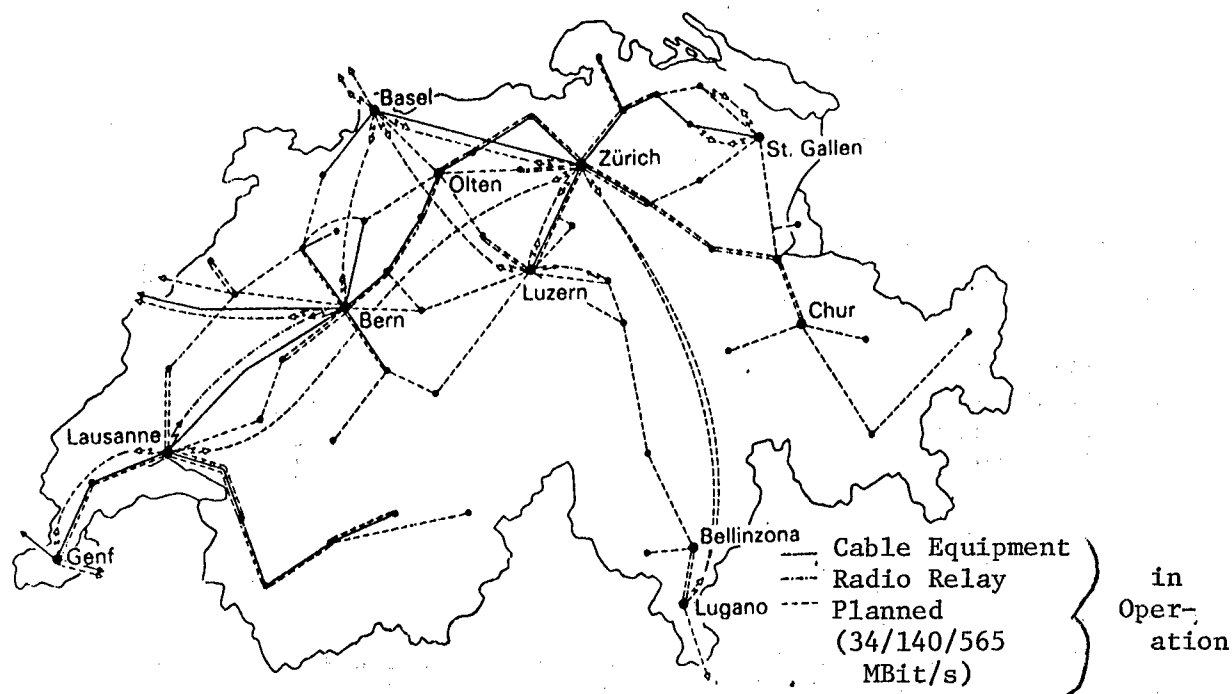 Basel
Zürich
St. Gallen
Olten
Luzern
Bern
Chur
Lausanne
Genf
Bellinzona
Lugano
Cable Equipment
Radio Relay
Planned
(34/140/565
MBit/s)
in
Oper-
ation